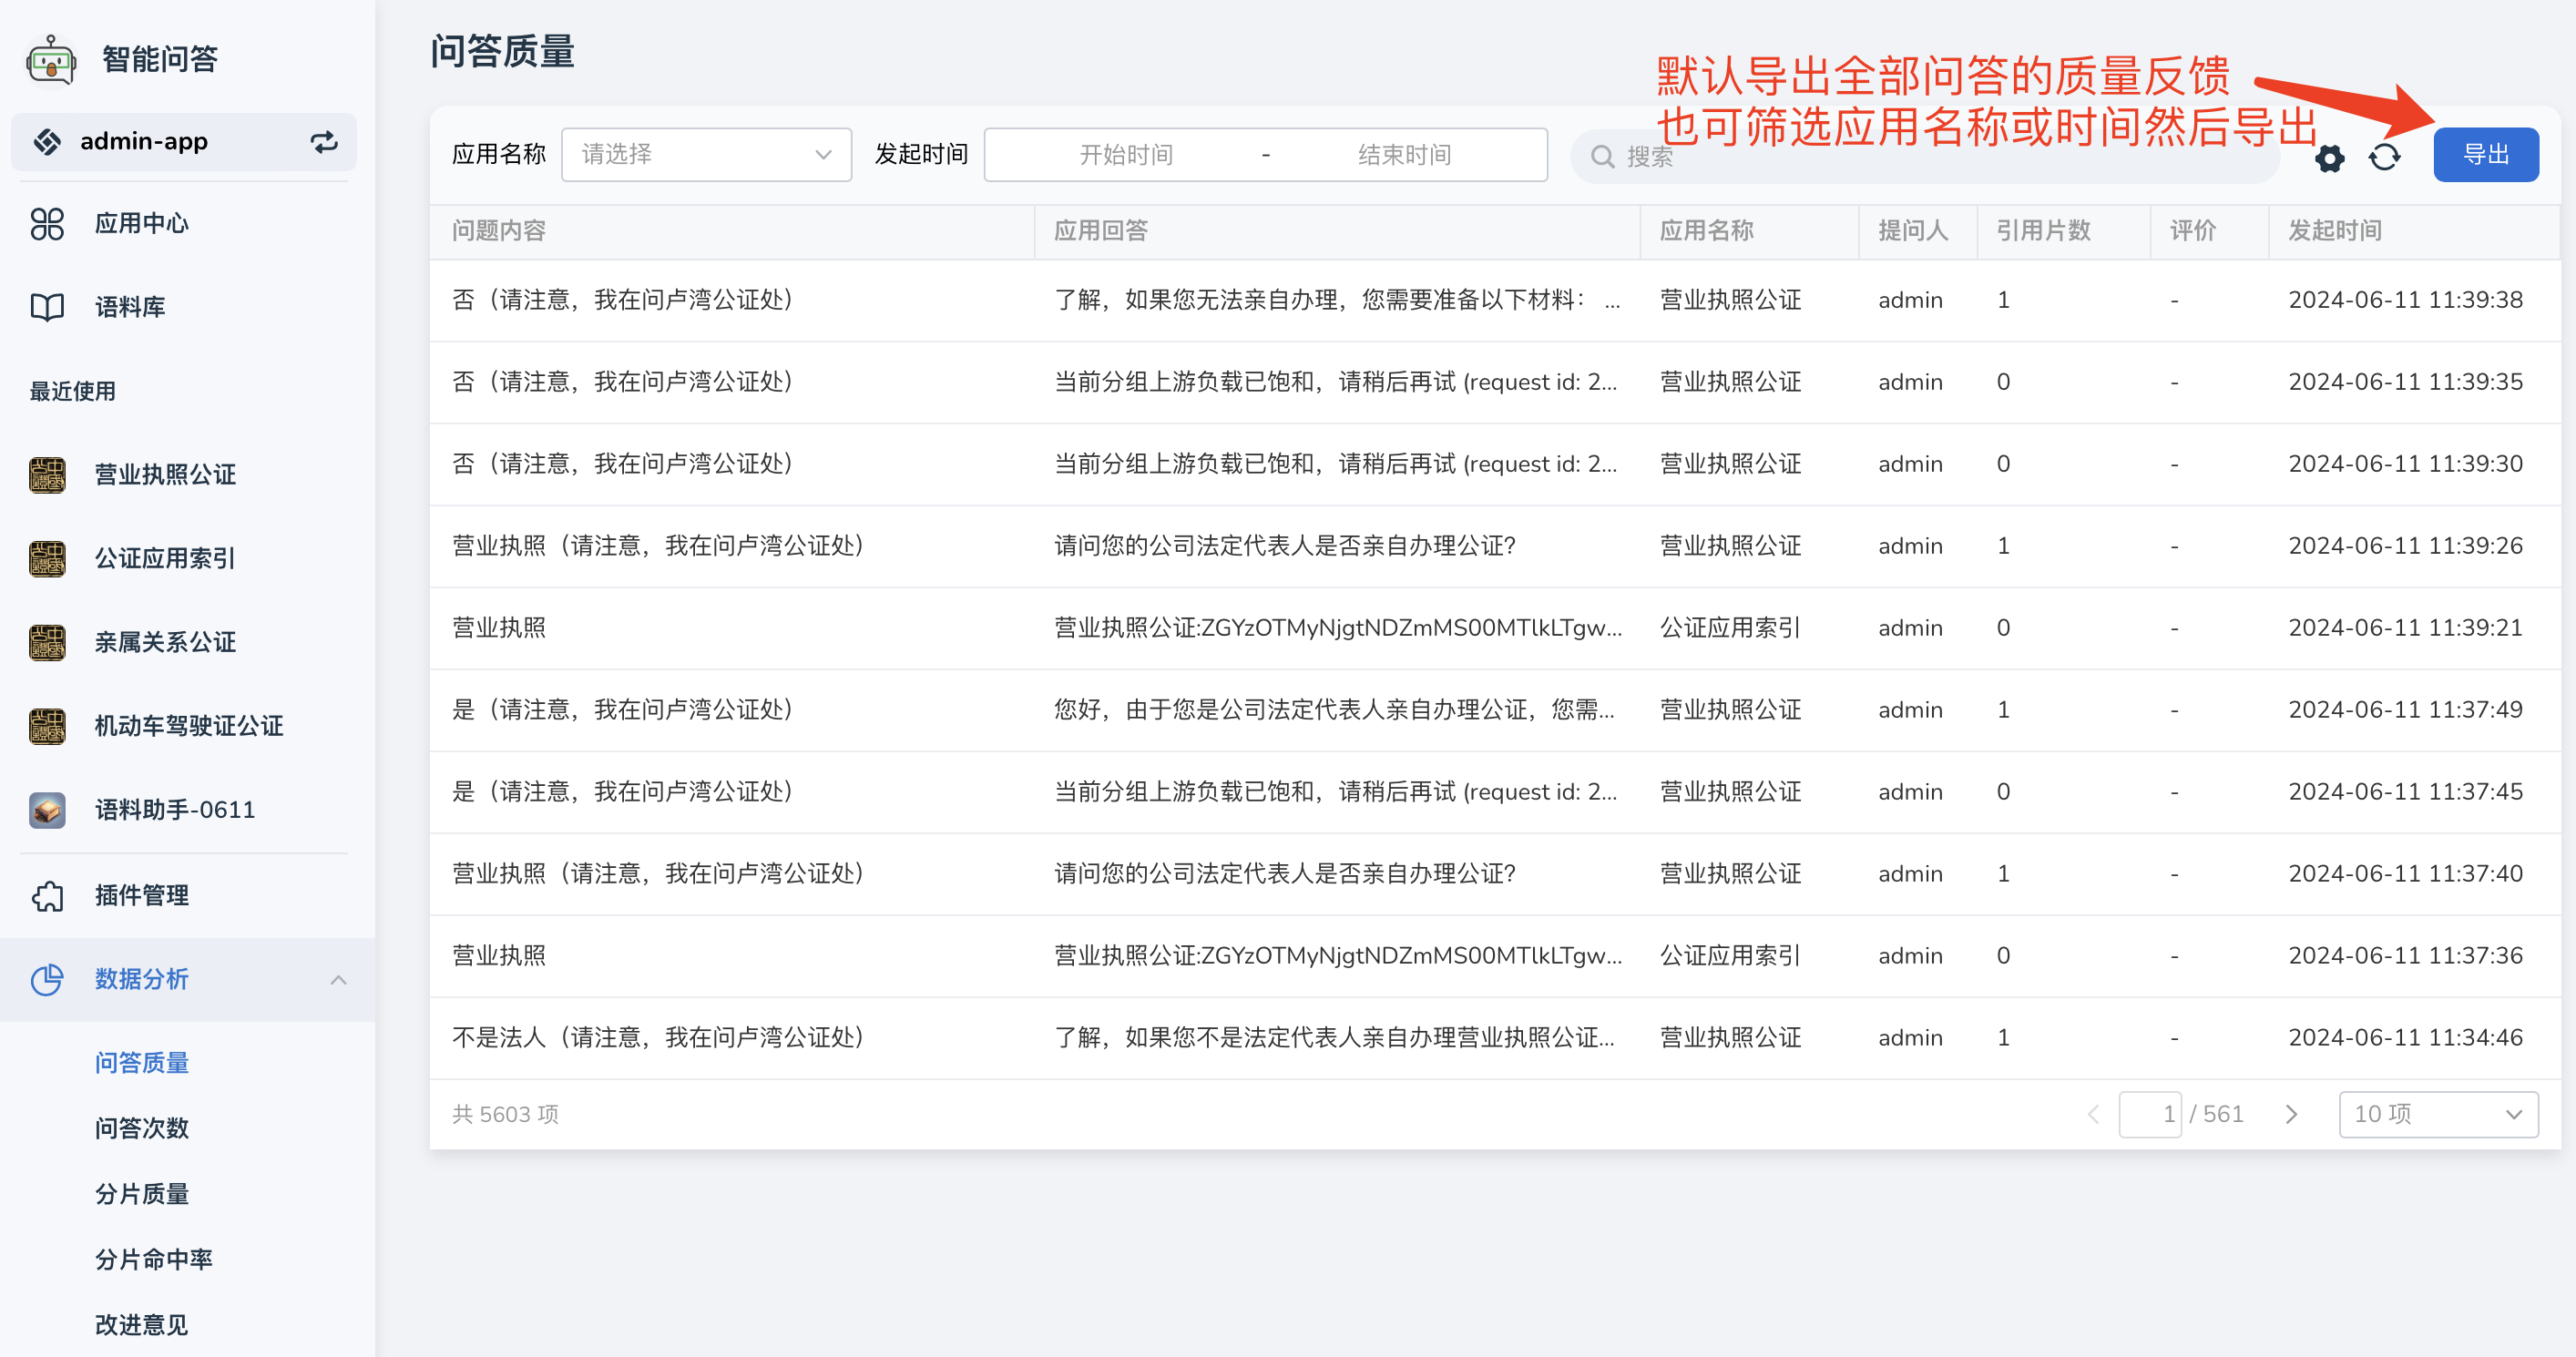 智能问答
admin-app
应用中心
语料库
最近使用
营业执照公证
公证应用索引
亲属关系公证
机动车驾驶证公证
语料助手-0611
插件管理
数据分析
问答质量
问答次数
分片质量
分片命中率
改进意见
问答质量
默认导出全部问答的质量反馈
也可筛选应用名称或时间然后导出
应用名称 请选择 发起时间 开始时间 - 结束时间 搜索 导出
问题内容 应用回答 应用名称 提问人 引用片数 评价 发起时间
否（请注意，我在问卢湾公证处） 了解，如果您无法亲自办理，您需要准备以下材料： ... 营业执照公证 admin 1 - 2024-06-11 11:39:38
否（请注意，我在问卢湾公证处） 当前分组上游负载已饱和，请稍后再试 (request id: 2... 营业执照公证 admin 0 - 2024-06-11 11:39:35
否（请注意，我在问卢湾公证处） 当前分组上游负载已饱和，请稍后再试 (request id: 2... 营业执照公证 admin 0 - 2024-06-11 11:39:30
营业执照（请注意，我在问卢湾公证处） 请问您的公司法定代表人是否亲自办理公证？ 营业执照公证 admin 1 - 2024-06-11 11:39:26
营业执照 营业执照公证:ZGYzOTMyNjgtNDZmMS00MTlkLTgw... 公证应用索引 admin 0 - 2024-06-11 11:39:21
是（请注意，我在问卢湾公证处） 您好，由于您是公司法定代表人亲自办理公证，您需... 营业执照公证 admin 1 - 2024-06-11 11:37:49
是（请注意，我在问卢湾公证处） 当前分组上游负载已饱和，请稍后再试 (request id: 2... 营业执照公证 admin 0 - 2024-06-11 11:37:45
营业执照（请注意，我在问卢湾公证处） 请问您的公司法定代表人是否亲自办理公证？ 营业执照公证 admin 1 - 2024-06-11 11:37:40
营业执照 营业执照公证:ZGYzOTMyNjgtNDZmMS00MTlkLTgw... 公证应用索引 admin 0 - 2024-06-11 11:37:36
不是法人（请注意，我在问卢湾公证处） 了解，如果您不是法定代表人亲自办理营业执照公证... 营业执照公证 admin 1 - 2024-06-11 11:34:46
共 5603 项 1 / 561 10 项